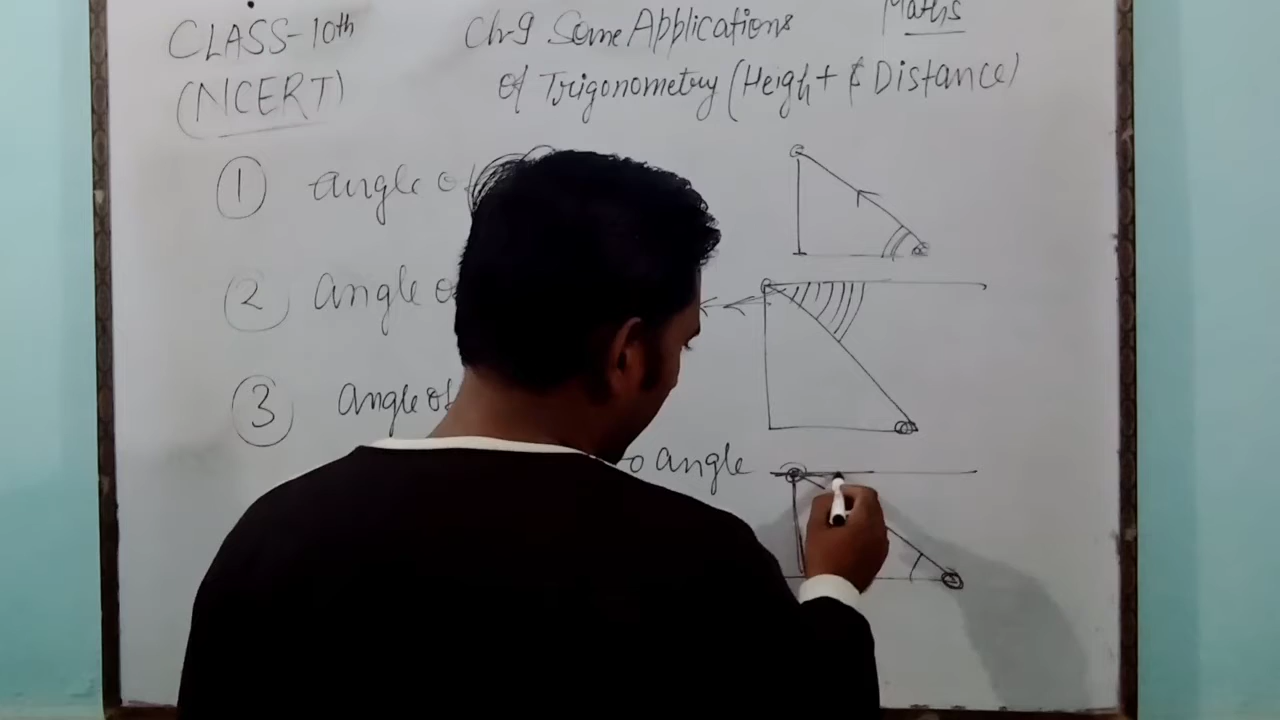 CLASS-10th
(NCERT)
Ch-9 Some Applications
of Trigonometry (Height & Distance)
Maths
1 angle of
2 angle
3 angle of
angle